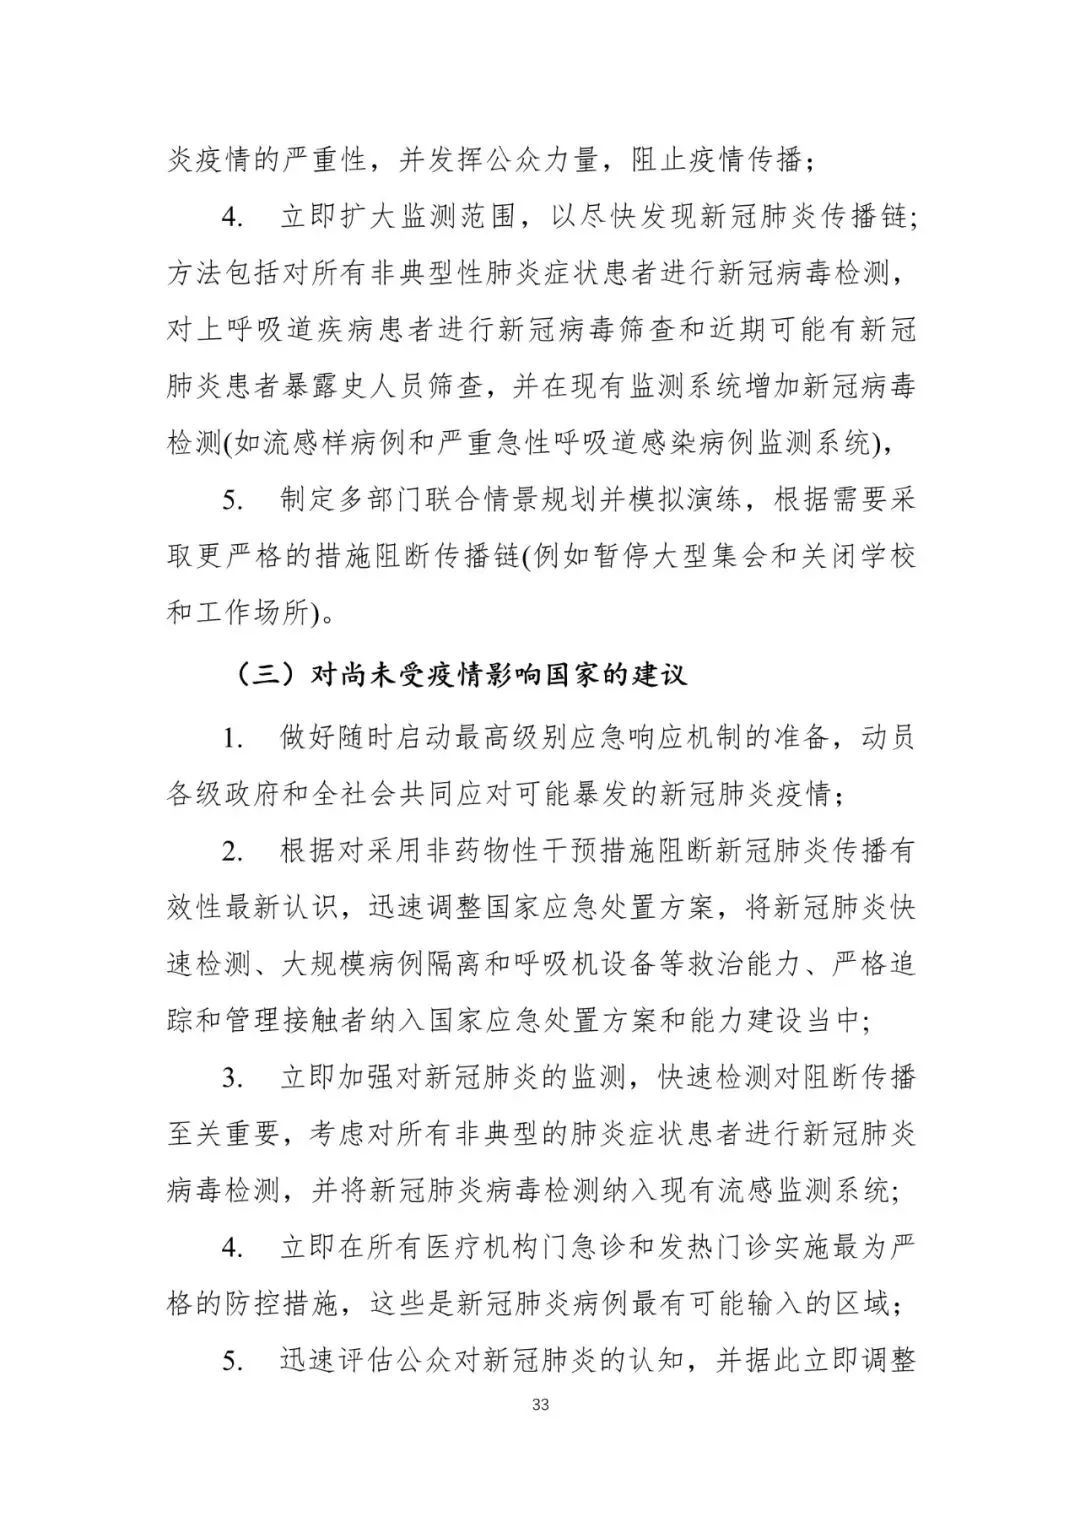 炎疫情的严重性，并发挥公众力量，阻止疫情传播；
4. 立即扩大监测范围，以尽快发现新冠肺炎传播链;
方法包括对所有非典型性肺炎症状患者进行新冠病毒检测，
对上呼吸道疾病患者进行新冠病毒筛查和近期可能有新冠
肺炎患者暴露史人员筛查，并在现有监测系统增加新冠病毒
检测(如流感样病例和严重急性呼吸道感染病例监测系统)，
5. 制定多部门联合情景规划并模拟演练，根据需要采
取更严格的措施阻断传播链(例如暂停大型集会和关闭学校
和工作场所)。
（三）对尚未受疫情影响国家的建议
1. 做好随时启动最高级别应急响应机制的准备，动员
各级政府和全社会共同应对可能暴发的新冠肺炎疫情；
2. 根据对采用非药物性干预措施阻断新冠肺炎传播有
效性最新认识，迅速调整国家应急处置方案，将新冠肺炎快
速检测、大规模病例隔离和呼吸机设备等救治能力、严格追
踪和管理接触者纳入国家应急处置方案和能力建设当中;
3. 立即加强对新冠肺炎的监测，快速检测对阻断传播
至关重要，考虑对所有非典型的肺炎症状患者进行新冠肺炎
病毒检测，并将新冠肺炎病毒检测纳入现有流感监测系统;
4. 立即在所有医疗机构门急诊和发热门诊实施最为严
格的防控措施，这些是新冠肺炎病例最有可能输入的区域；
5. 迅速评估公众对新冠肺炎的认知，并据此立即调整
33